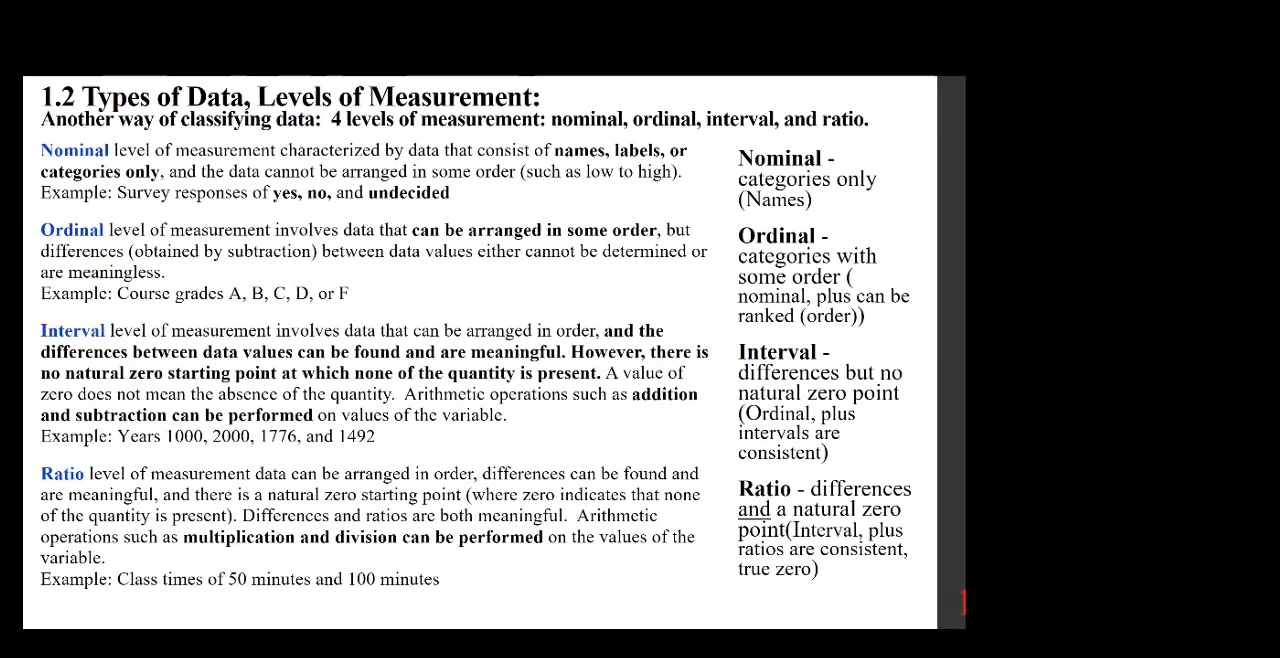 1.2 Types of Data, Levels of Measurement:
Another way of classifying data:  4 levels of measurement: nominal, ordinal, interval, and ratio.
Nominal level of measurement characterized by data that consist of names, labels, or
categories only, and the data cannot be arranged in some order (such as low to high).
Example: Survey responses of yes, no, and undecided
Ordinal level of measurement involves data that can be arranged in some order, but
differences (obtained by subtraction) between data values either cannot be determined or
are meaningless.
Example: Course grades A, B, C, D, or F
Interval level of measurement involves data that can be arranged in order, and the
differences between data values can be found and are meaningful. However, there is
no natural zero starting point at which none of the quantity is present. A value of
zero does not mean the absence of the quantity.  Arithmetic operations such as addition
and subtraction can be performed on values of the variable.
Example: Years 1000, 2000, 1776, and 1492
Ratio level of measurement data can be arranged in order, differences can be found and
are meaningful, and there is a natural zero starting point (where zero indicates that none
of the quantity is present). Differences and ratios are both meaningful.  Arithmetic
operations such as multiplication and division can be performed on the values of the
variable.
Example: Class times of 50 minutes and 100 minutes
Nominal -
categories only
(Names)
Ordinal -
categories with
some order (
nominal, plus can be
ranked (order))
Interval -
differences but no
natural zero point
(Ordinal, plus
intervals are
consistent)
Ratio - differences
and a natural zero
point(Interval, plus
ratios are consistent,
true zero)